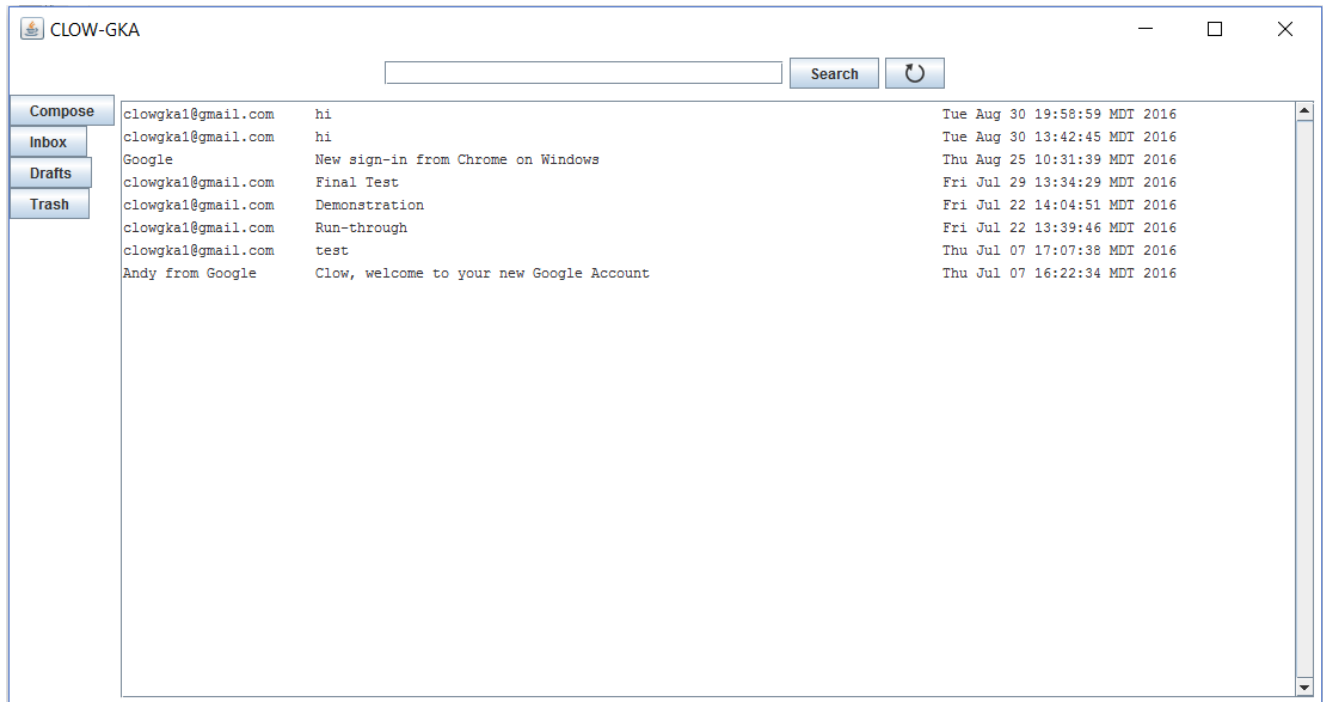 CLOW-GKA
Search
Compose
Inbox
Drafts
Trash
clowgka1@gmail.com hi Tue Aug 30 19:58:59 MDT 2016
clowgka1@gmail.com hi Tue Aug 30 13:42:45 MDT 2016
Google New sign-in from Chrome on Windows Thu Aug 25 10:31:39 MDT 2016
clowgka1@gmail.com Final Test Fri Jul 29 13:34:29 MDT 2016
clowgka1@gmail.com Demonstration Fri Jul 22 14:04:51 MDT 2016
clowgka1@gmail.com Run-through Fri Jul 22 13:39:46 MDT 2016
clowgka1@gmail.com test Thu Jul 07 17:07:38 MDT 2016
Andy from Google Clow, welcome to your new Google Account Thu Jul 07 16:22:34 MDT 2016